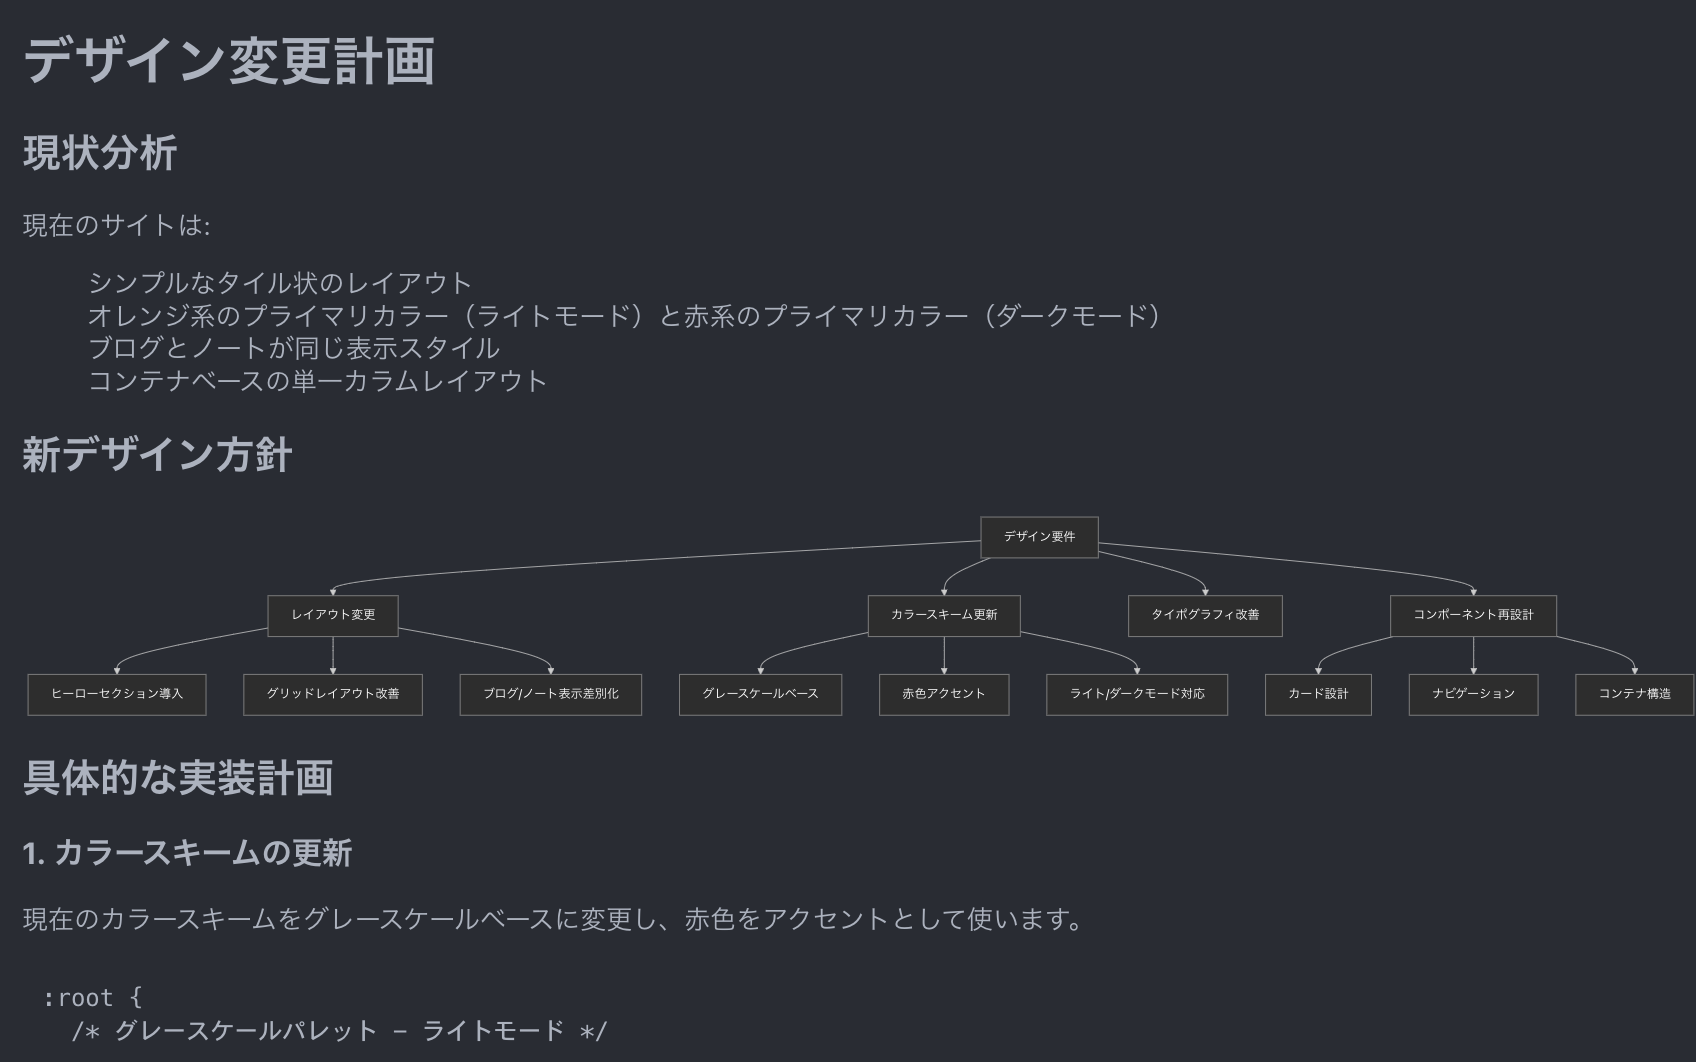 デザイン変更計画
現状分析
現在のサイトは:
シンプルなタイル状のレイアウト
オレンジ系のプライマリカラー（ライトモード）と赤系のプライマリカラー（ダークモード）
ブログとノートが同じ表示スタイル
コンテナベースの単一カラムレイアウト
新デザイン方針
デザイン要件
レイアウト変更
カラースキーム更新
タイポグラフィ改善
コンポーネント再設計
ヒーローセクション導入
グリッドレイアウト改善
ブログ/ノート表示差別化
グレースケールベース
赤色アクセント
ライト/ダークモード対応
カード設計
ナビゲーション
コンテナ構造
具体的な実装計画
1. カラースキームの更新
現在のカラースキームをグレースケールベースに変更し、赤色をアクセントとして使います。
:root {
/* グレースケールパレット - ライトモード */